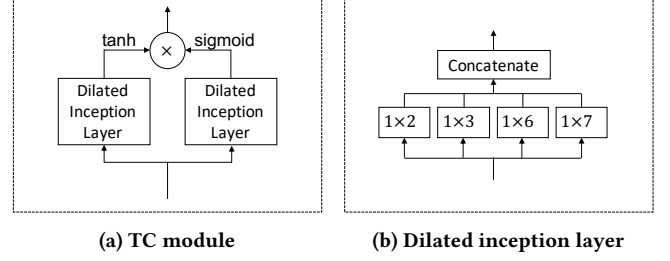 tanh
×
sigmoid
Dilated
Inception
Layer
Dilated
Inception
Layer
(a) TC module
Concatenate
1×2 1×3 1×6 1×7
(b) Dilated inception layer